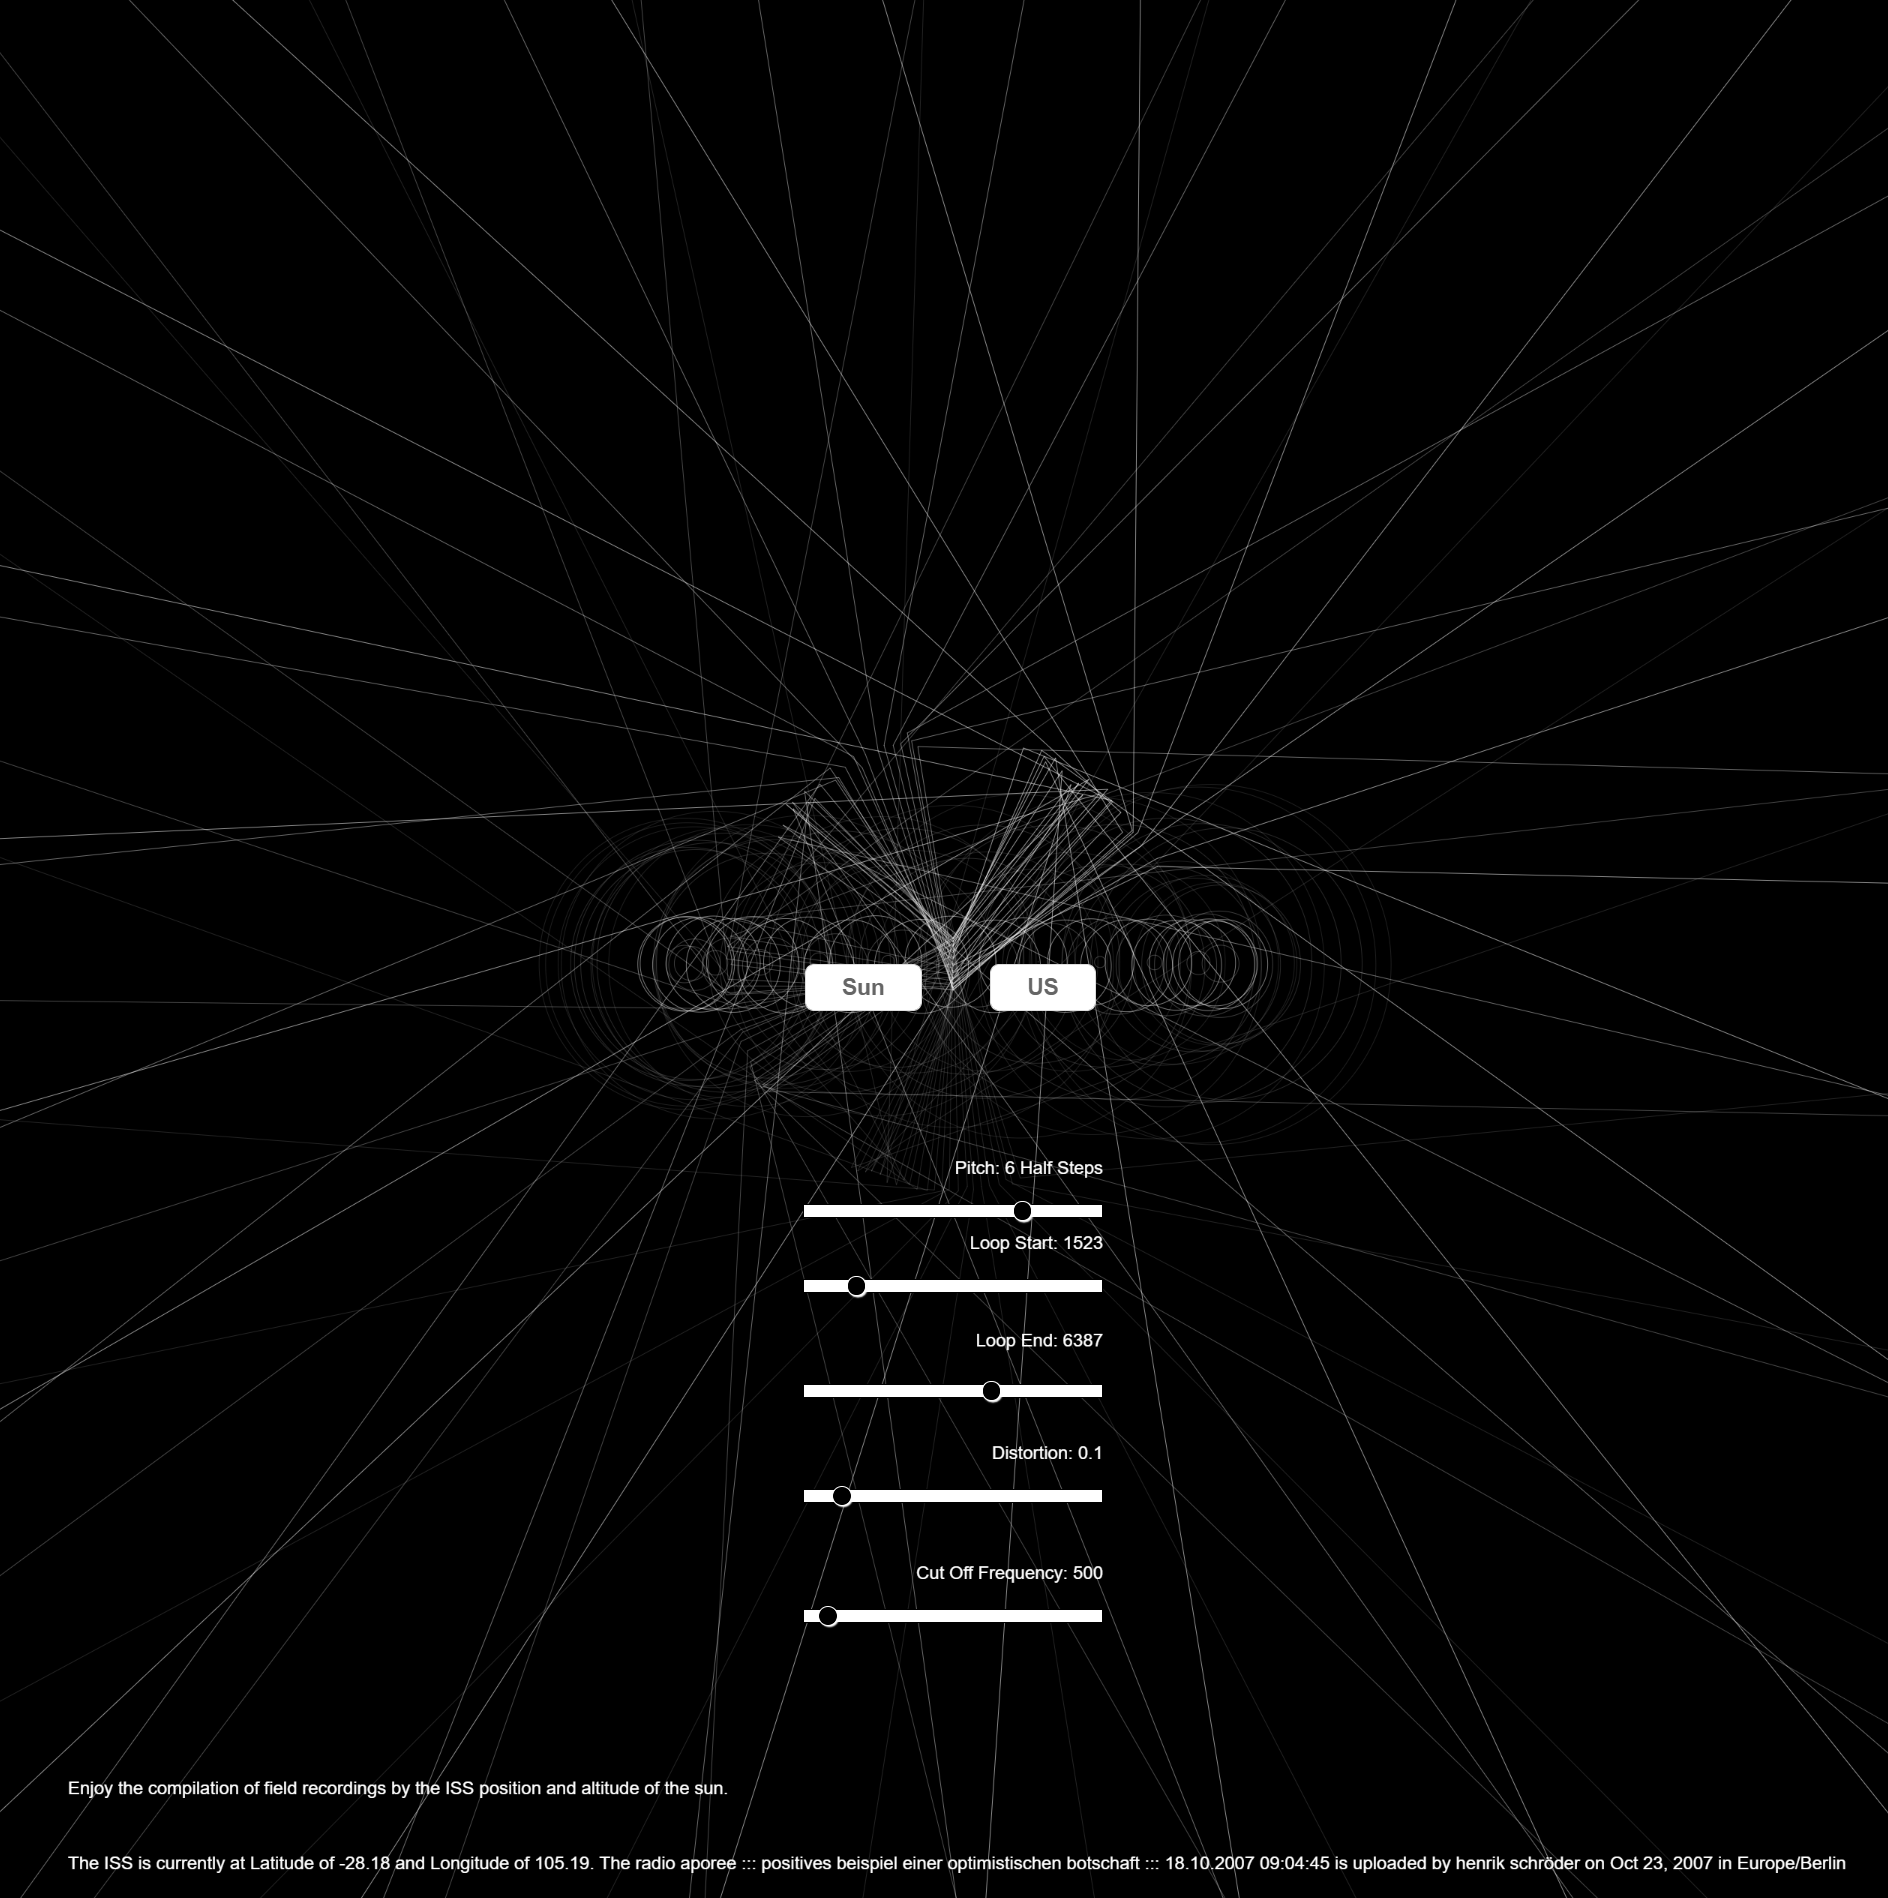 Sun
US
Pitch: 6 Half Steps
Loop Start: 1523
Loop End: 6387
Distortion: 0.1
Cut Off Frequency: 500
Enjoy the compilation of field recordings by the ISS position and altitude of the sun.
The ISS is currently at Latitude of -28.18 and Longitude of 105.19. The radio aporee ::: positives beispiel einer optimistischen botschaft ::: 18.10.2007 09:04:45 is uploaded by henrik schröder on Oct 23, 2007 in Europe/Berlin